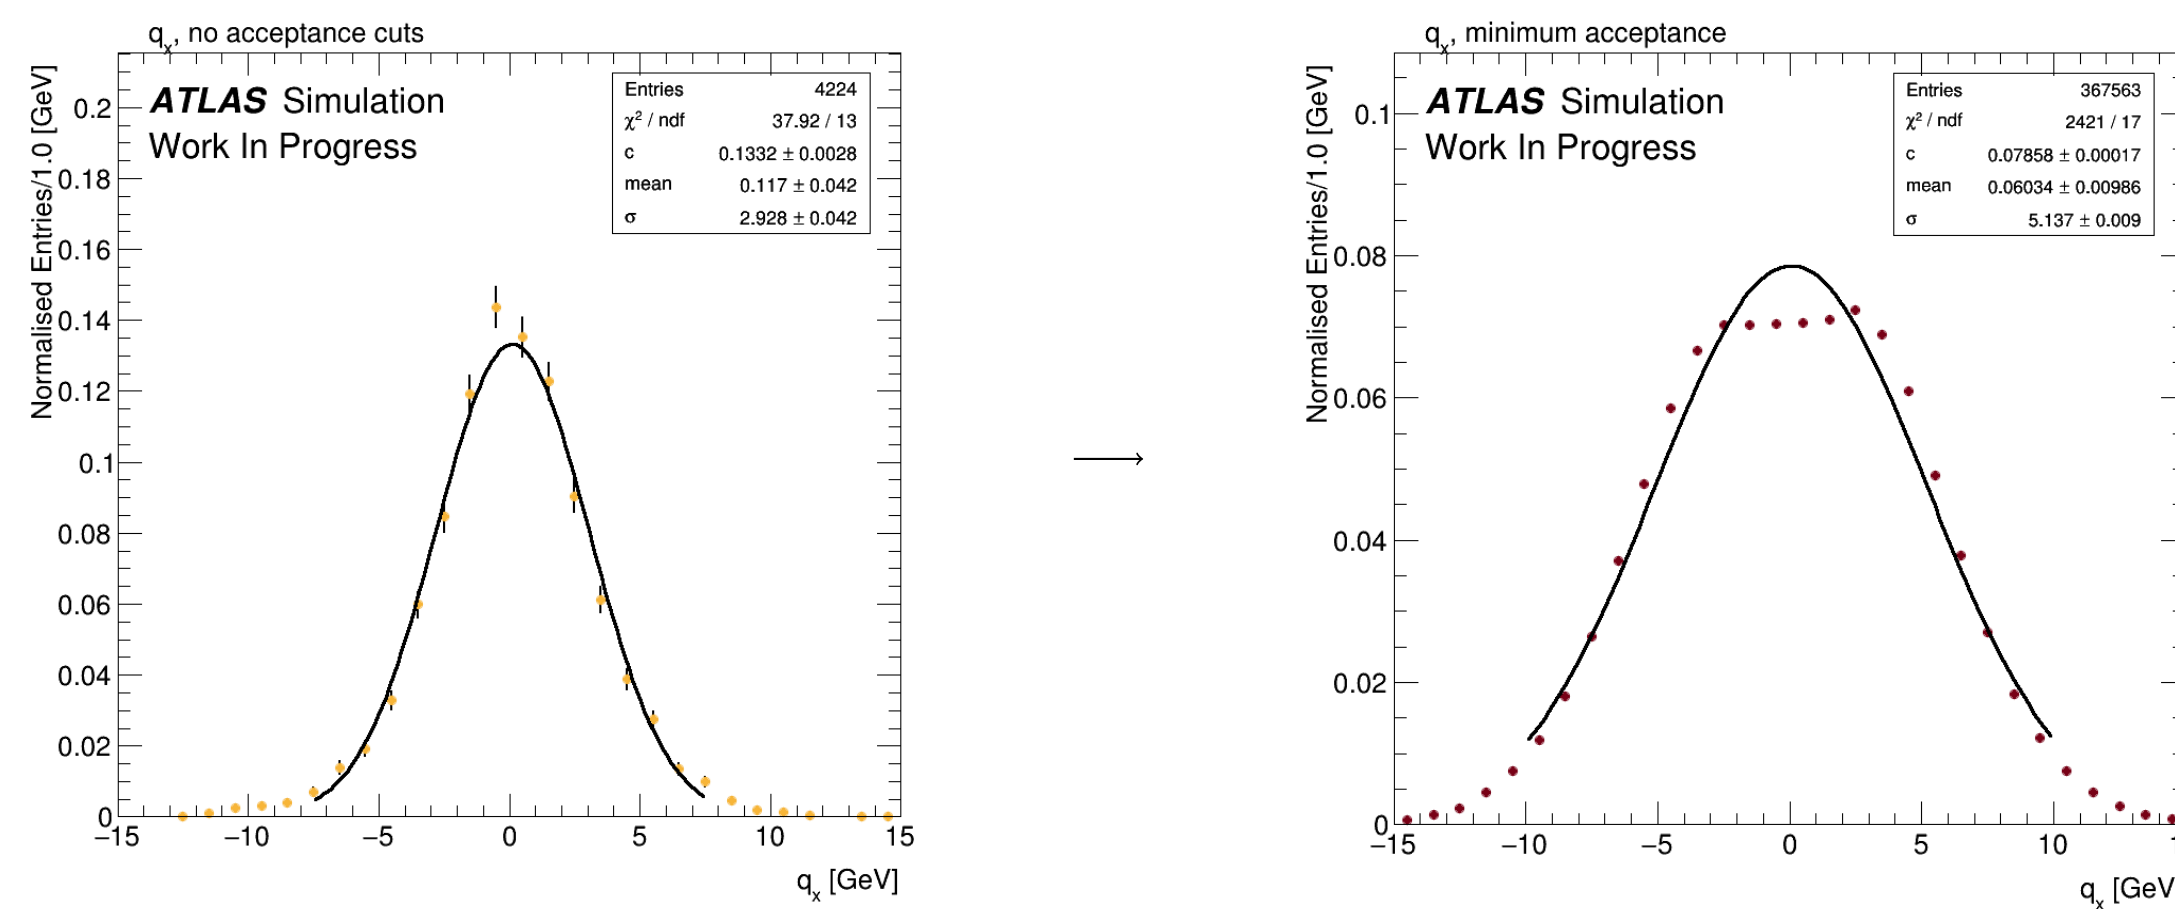 qx, no acceptance cuts
ATLAS Simulation
Work In Progress
Entries 4224
χ² / ndf 37.92 / 13
c 0.1332 ± 0.0028
mean 0.117 ± 0.042
σ 2.928 ± 0.042
Normalised Entries/1.0 [GeV]
0.2
0.18
0.16
0.14
0.12
0.1
0.08
0.06
0.04
0.02
0
−15 −10 −5 0 5 10 15
qx [GeV]
→
qx, minimum acceptance
ATLAS Simulation
Work In Progress
Entries 367563
χ² / ndf 2421 / 17
c 0.07858 ± 0.00017
mean 0.06034 ± 0.00986
σ 5.137 ± 0.009
Normalised Entries/1.0 [GeV]
0.1
0.08
0.06
0.04
0.02
0
−15 −10 −5 0 5 10
qx [GeV